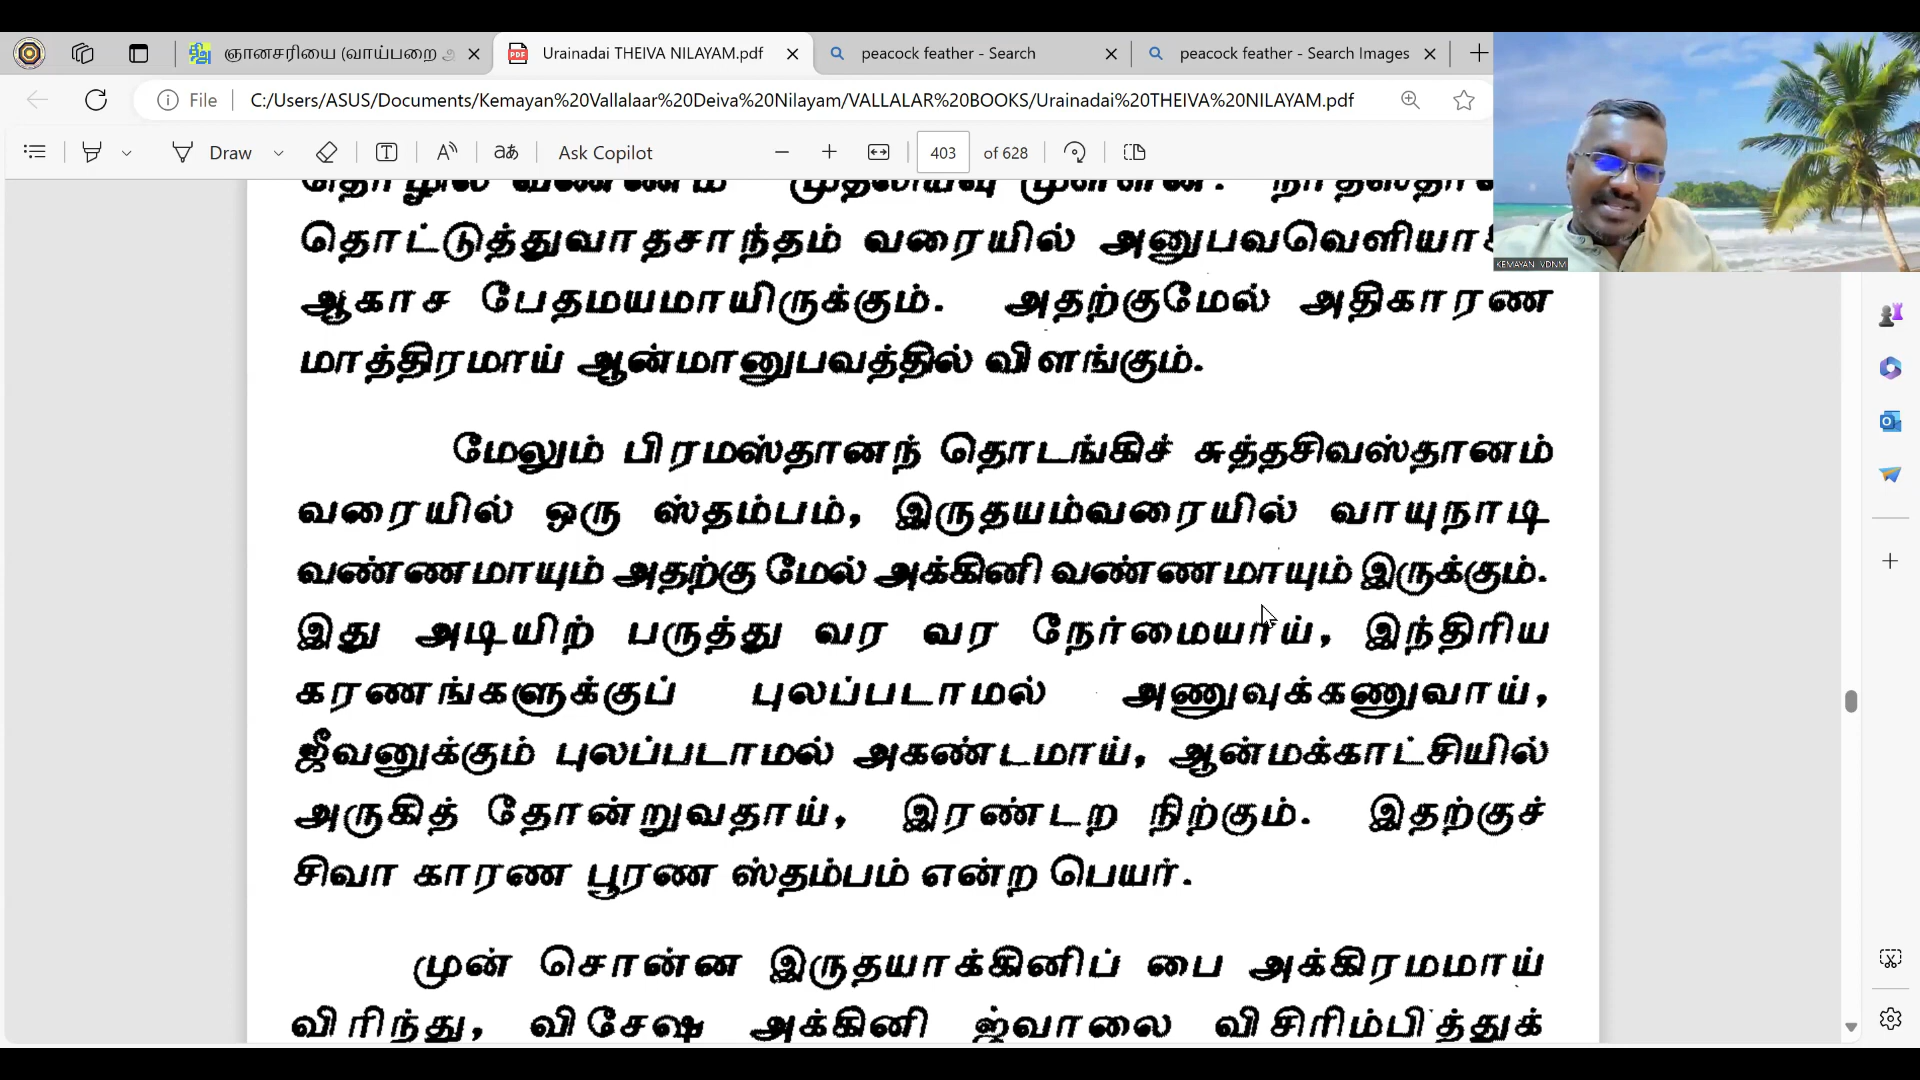 ஞானசரியை (வாய்பறை
Urainadai THEIVA NILAYAM.pdf
peacock feather - Search
peacock feather - Search Images
File
C:/Users/ASUS/Documents/Kemayan%20Vallalaar%20Deiva%20Nilayam/VALLALAR%20BOOKS/Urainadai%20THEIVA%20NILAYAM.pdf
Draw
Ask Copilot
403 of 628
KEMAYAN VDNM
தொட்டுத்துவாதசாந்தம் வரையில்
ஆகாச பேதமயமாயிருக்கும். அதற்குமேல் அதிகாரண
மாத்திரமாய் ஆன்மானுபவத்தில் விளங்கும்.
மேலும் பிரமஸ்தானந் தொடங்கிச் சுத்தசிவஸ்தானம்
வரையில் ஒரு ஸ்தம்பம், இருதயம்வரையில் வாயுநாடி
வண்ணமாயும் அதற்கு மேல் அக்கினி வண்ணமாயும் இருக்கும்.
இது அடியிற் பருத்து வர வர நேர்மையாய், இந்திரிய
கரணங்களுக்குப் புலப்படாமல் அணுவுக்கணுவாய்,
ஜீவனுக்கும் புலப்படாமல் அகண்டமாய், ஆன்மக்காட்சியில்
அருகித் தோன்றுவதாய், இரண்டற நிற்கும். இதற்குச்
சிவா காரண பூரண ஸ்தம்பம் என்ற பெயர்.
முன் சொன்ன இருதயாக்கினிப் பை அக்கிரமமாய்
விரிந்து, விசேஷ அக்கினி ஜ்வாலை விசிரிம்பித்துக்